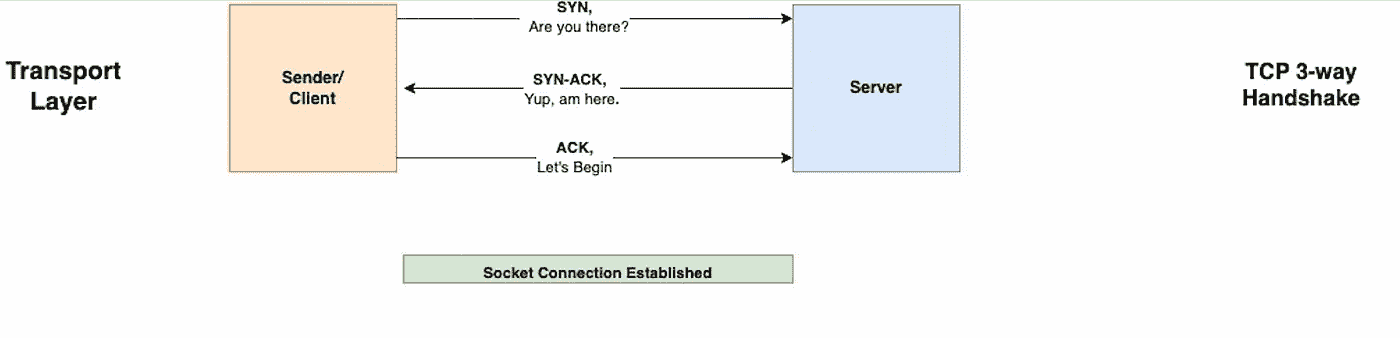 Transport
Layer
Sender/
Client
SYN,
Are you there?
SYN-ACK,
Yup, am here.
ACK,
Let's Begin
Server
TCP 3-way
Handshake
Socket Connection Established